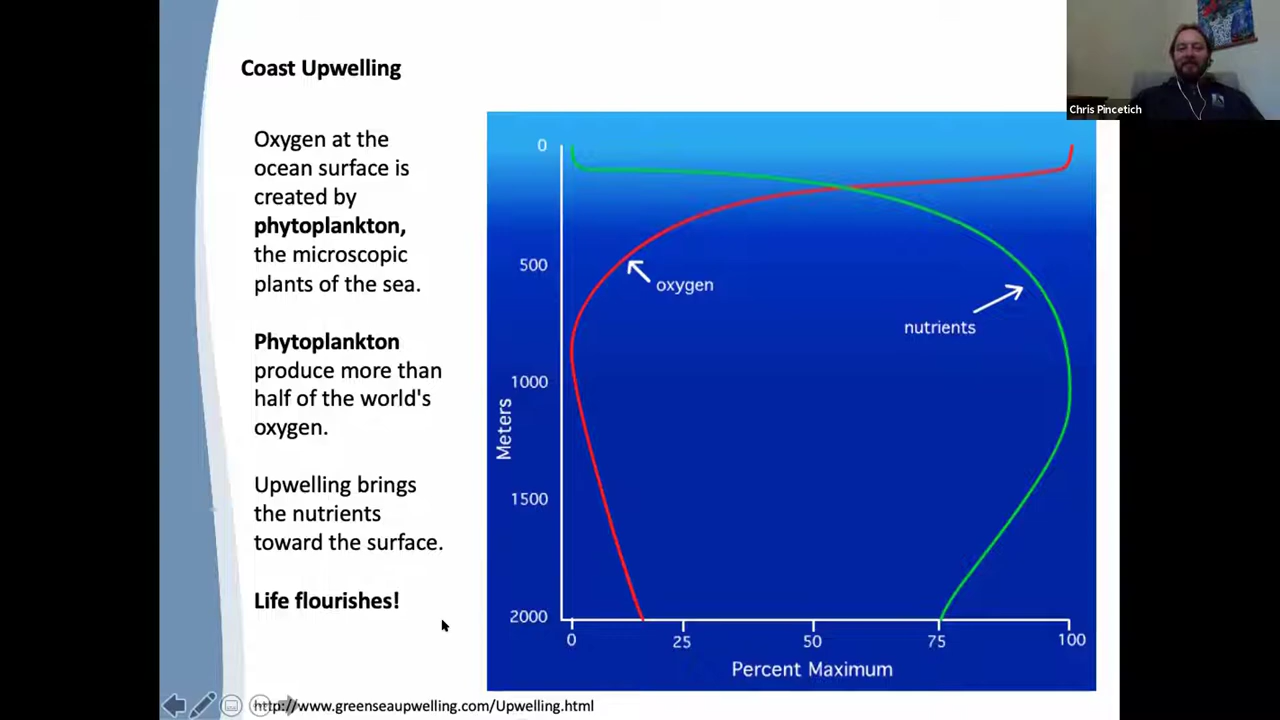 Coast Upwelling
Chris Pincetich
Oxygen at the
ocean surface is
created by
phytoplankton,
the microscopic
plants of the sea.
Phytoplankton
produce more than
half of the world's
oxygen.
Upwelling brings
the nutrients
toward the surface.
Life flourishes!
0
500
1000
1500
2000
Meters
oxygen
nutrients
0 25 50 75 100
Percent Maximum
http://www.greenseaupwelling.com/Upwelling.html